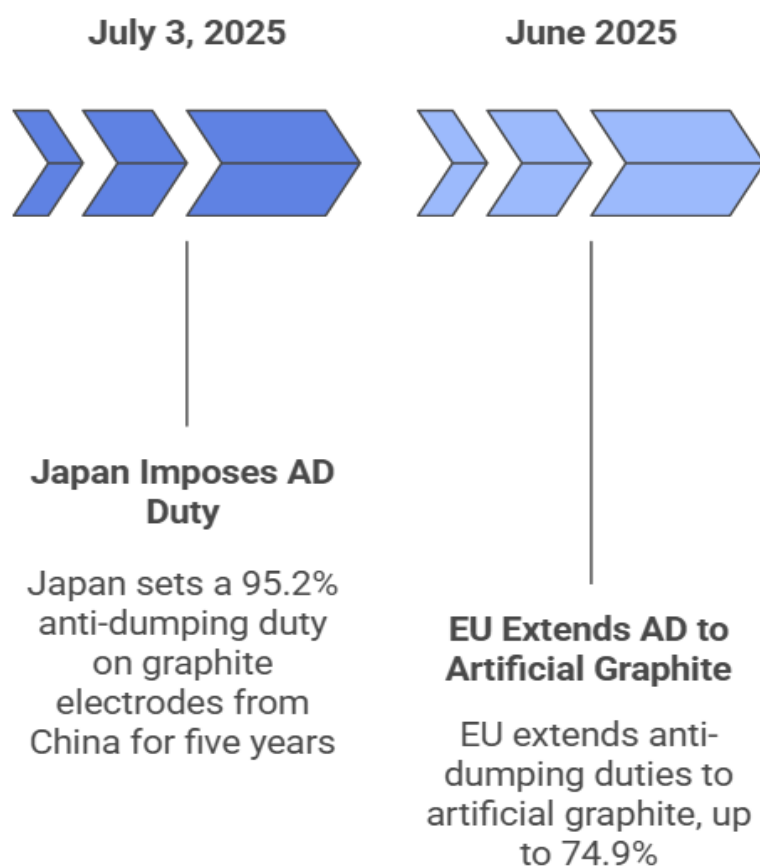 July 3, 2025
Japan Imposes AD
Duty
Japan sets a 95.2%
anti-dumping duty
on graphite
electrodes from
China for five years
June 2025
EU Extends AD to
Artificial Graphite
EU extends anti-
dumping duties to
artificial graphite, up
to 74.9%